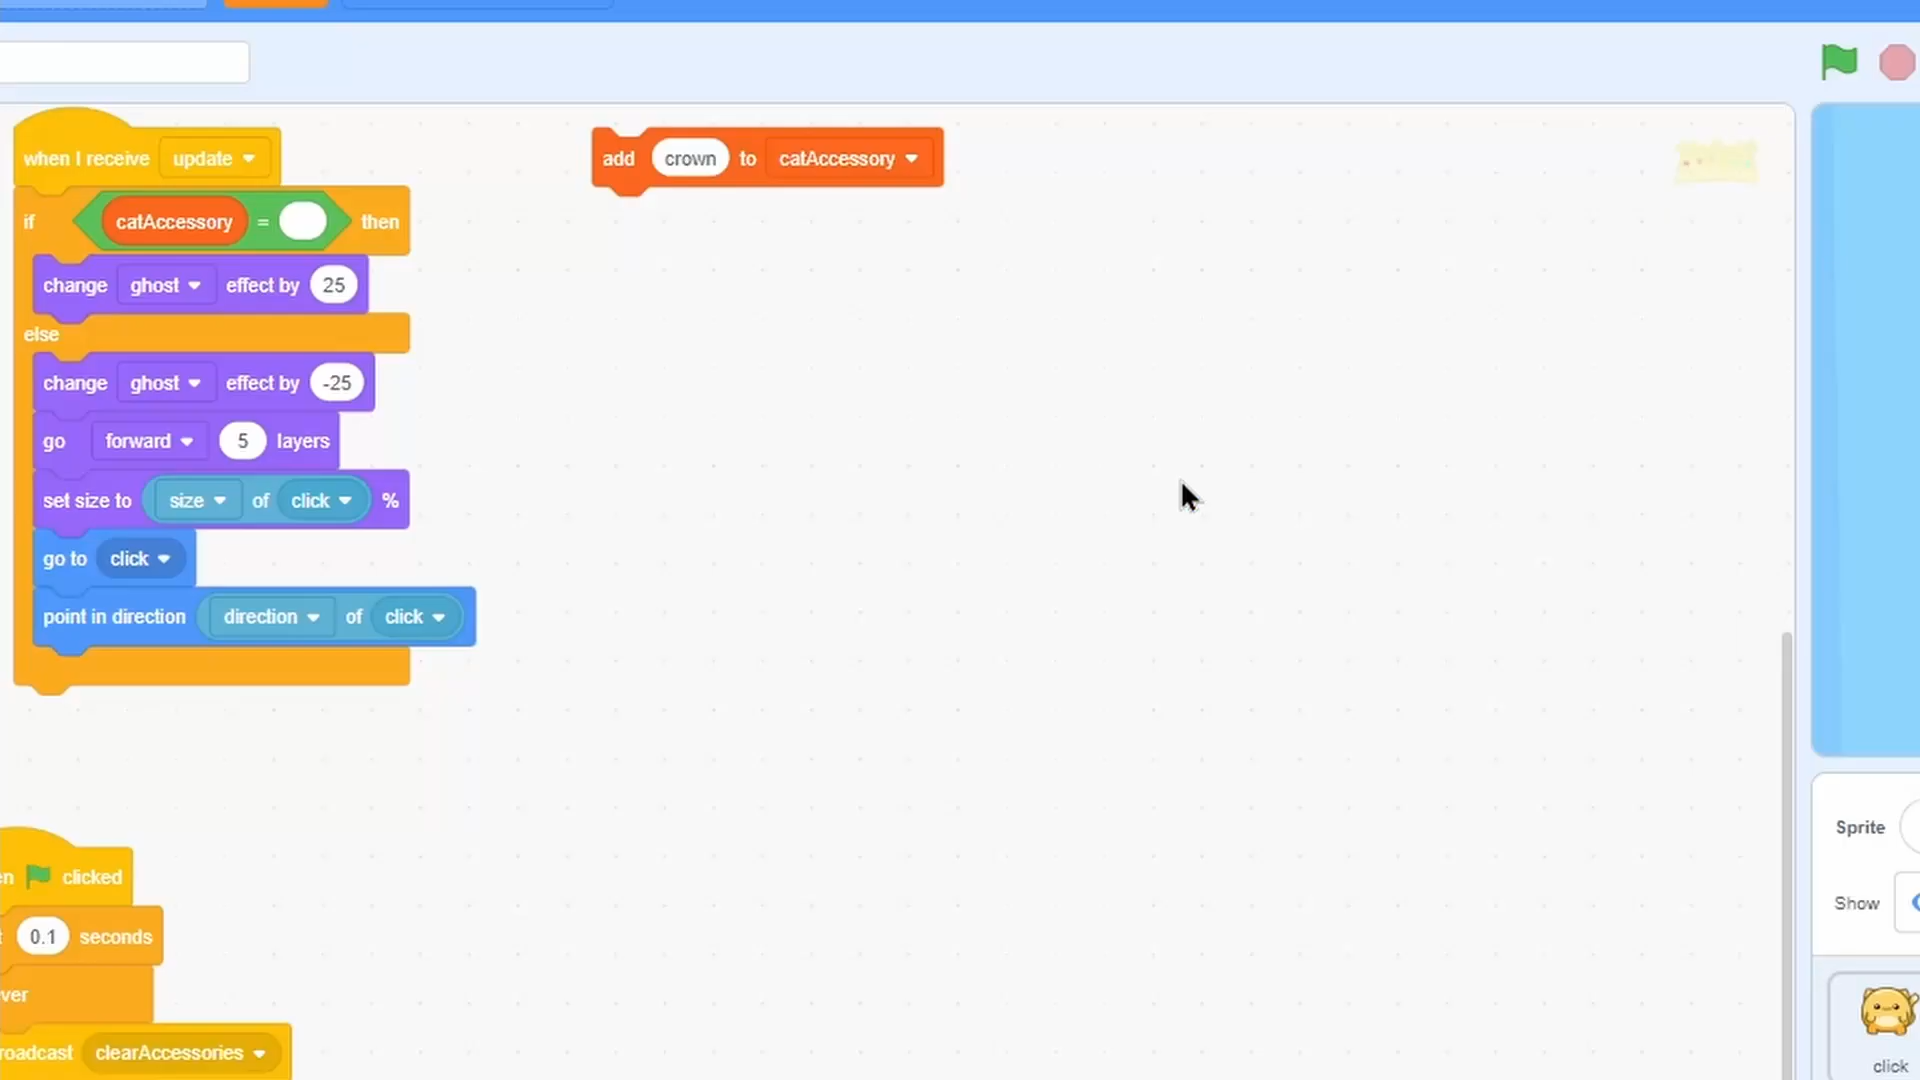 when I receive update
add crown to catAccessory
if catAccessory = then
change ghost effect by 25
else
change ghost effect by -25
go forward 5 layers
set size to size of click %
go to click
point in direction direction of click
Sprite
clicked
Show
0.1 seconds
clearAccessories
click